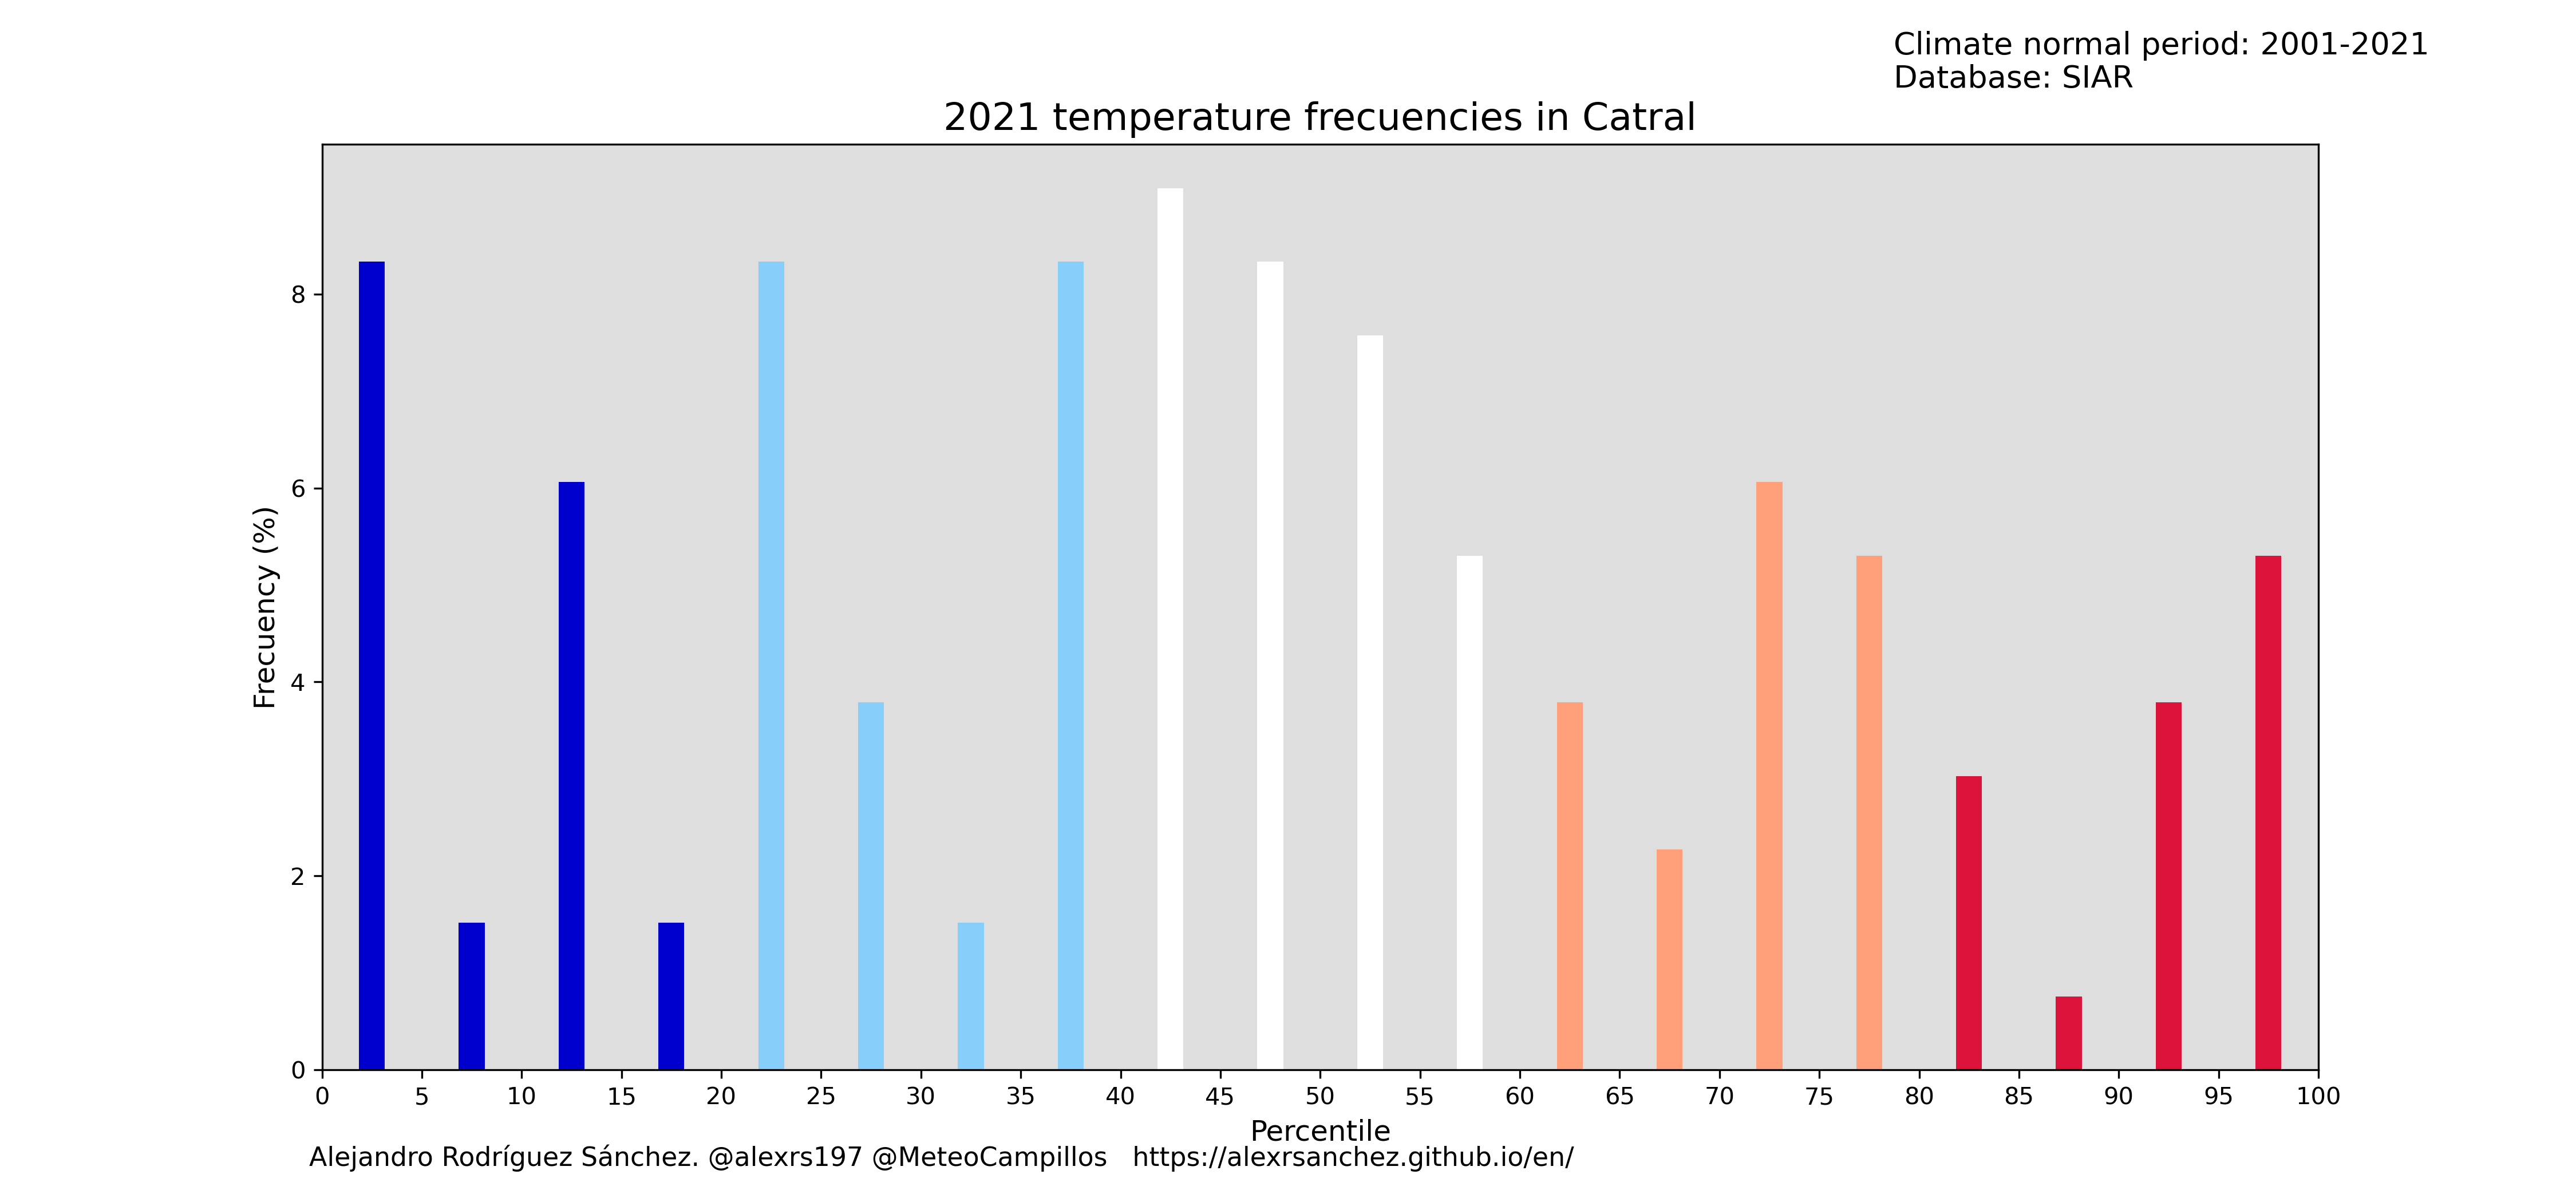 Climate normal period: 2001-2021
Database: SIAR
2021 temperature frecuencies in Catral
Frecuency (%)
8
6
4
2
0
0 5 10 15 20 25 30 35 40 45 50 55 60 65 70 75 80 85 90 95 100
Percentile
Alejandro Rodríguez Sánchez. @alexrs197 @MeteoCampillos https://alexrsanchez.github.io/en/